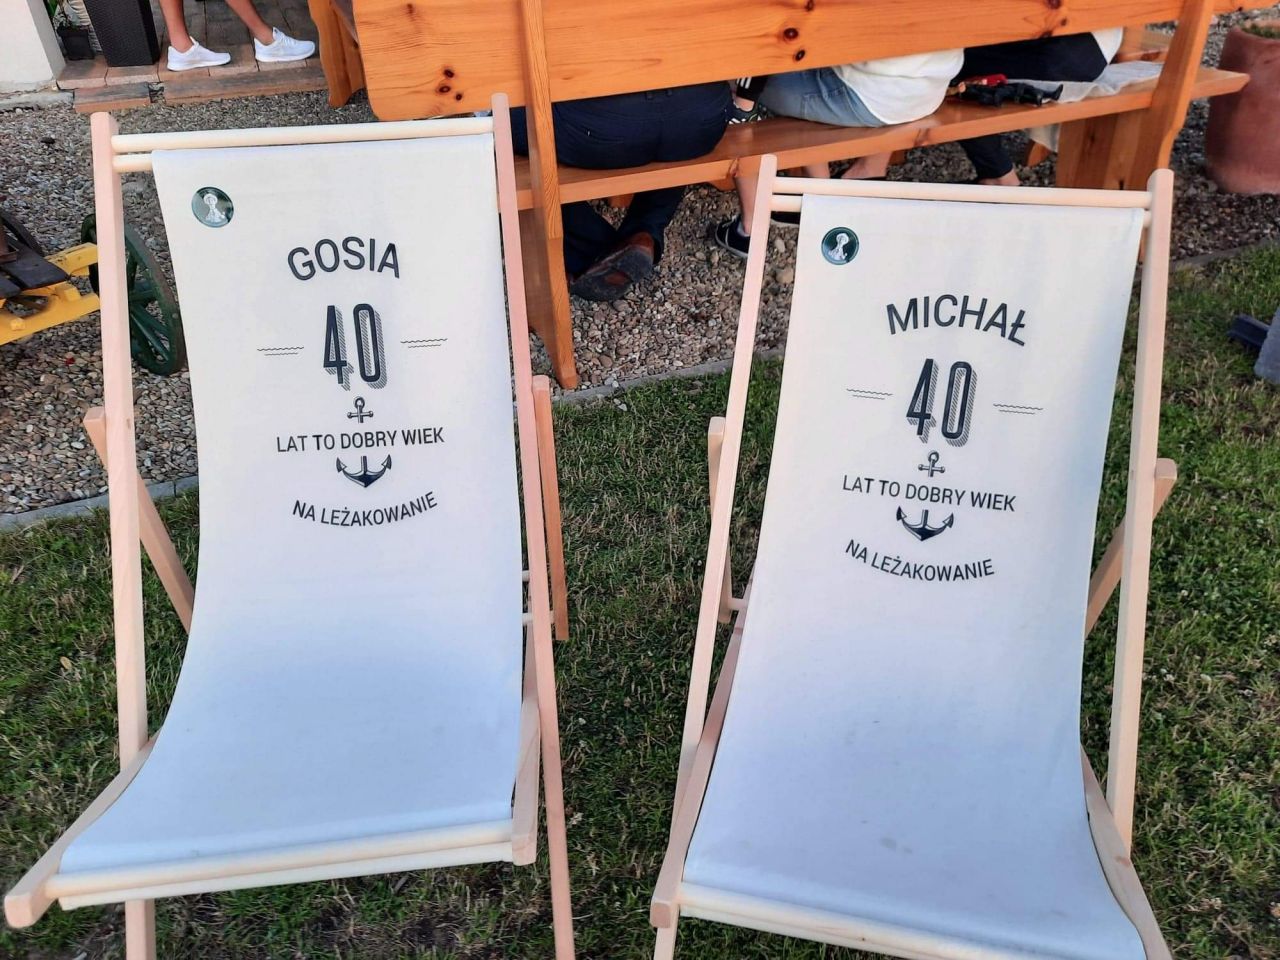 GOSIA
40
LAT TO DOBRY WIEK
NA LEŻAKOWANIE
MICHAŁ
40
LAT TO DOBRY WIEK
NA LEŻAKOWANIE